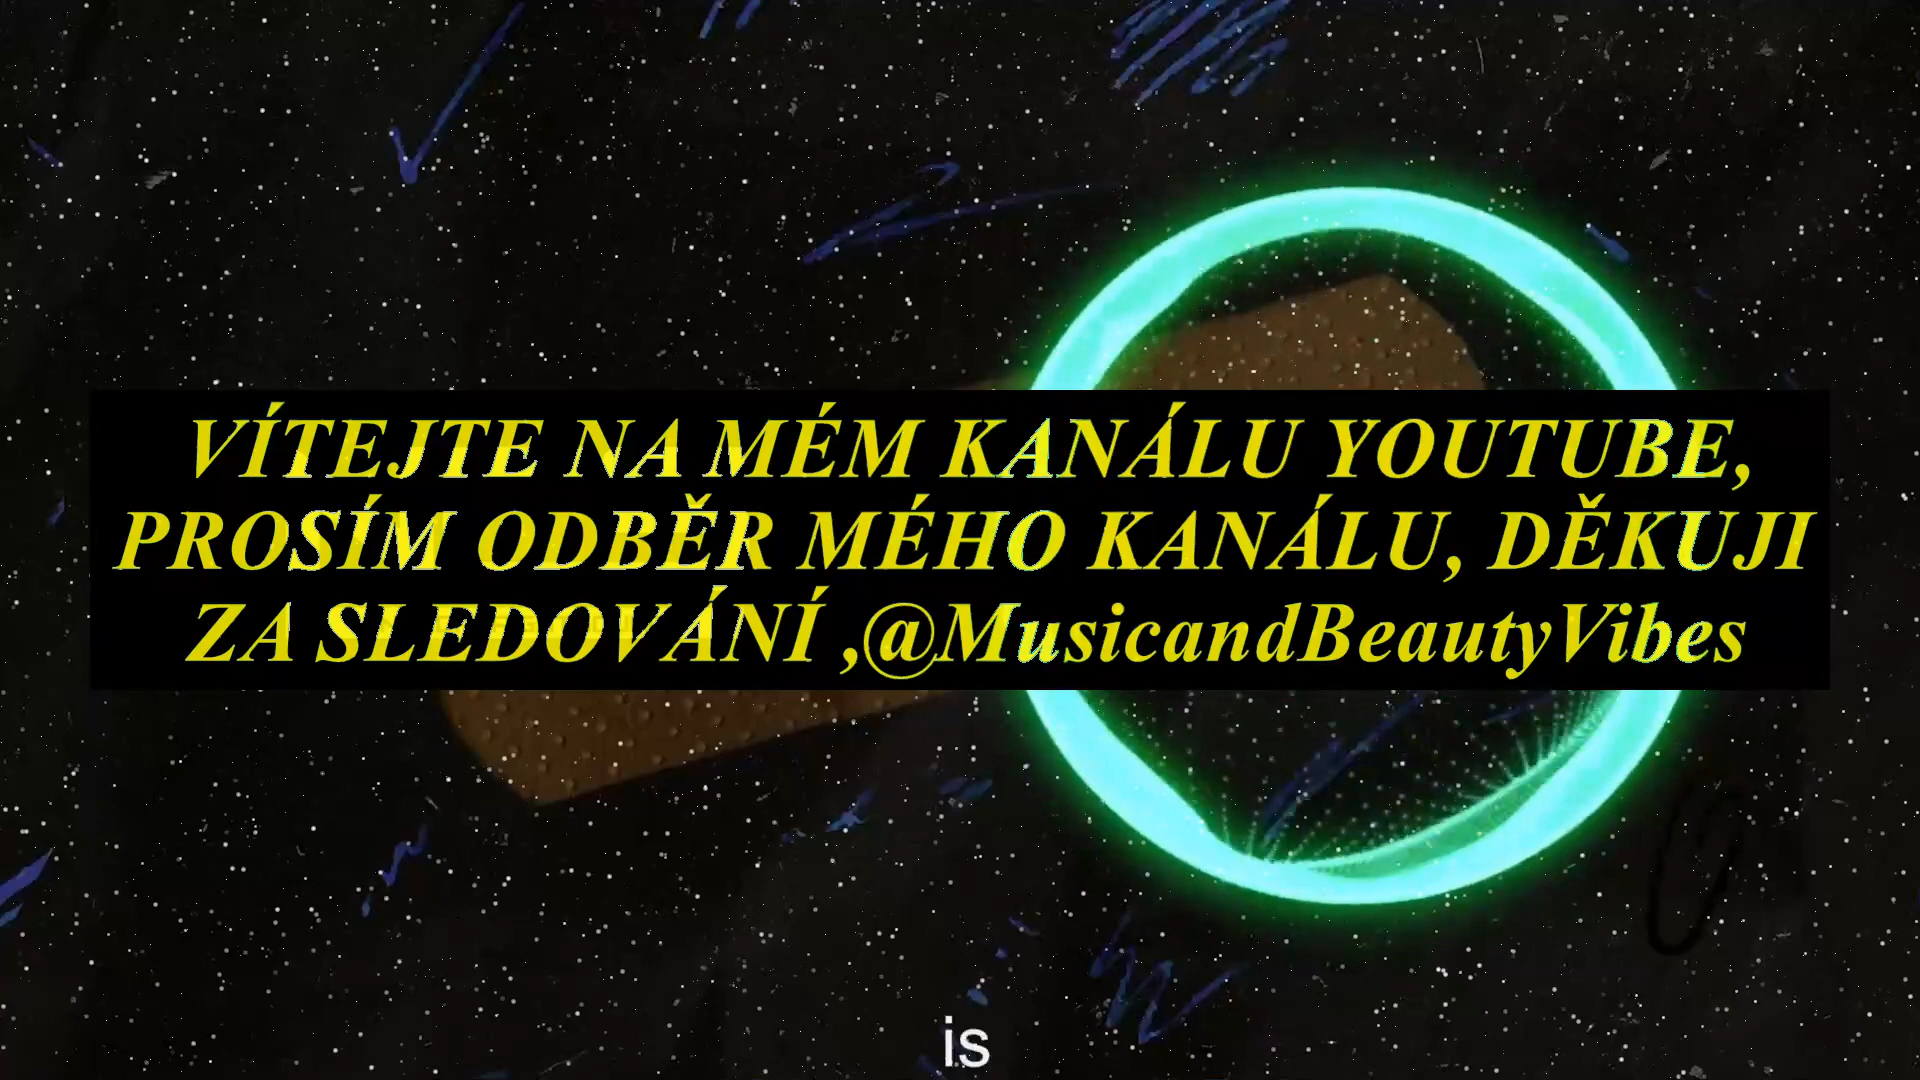 VÍTEJTE NA MÉM KANÁLU YOUTUBE,
PROSÍM ODBĚR MÉHO KANÁLU, DĚKUJI
ZA SLEDOVÁNÍ ,@MusicandBeautyVibes
is